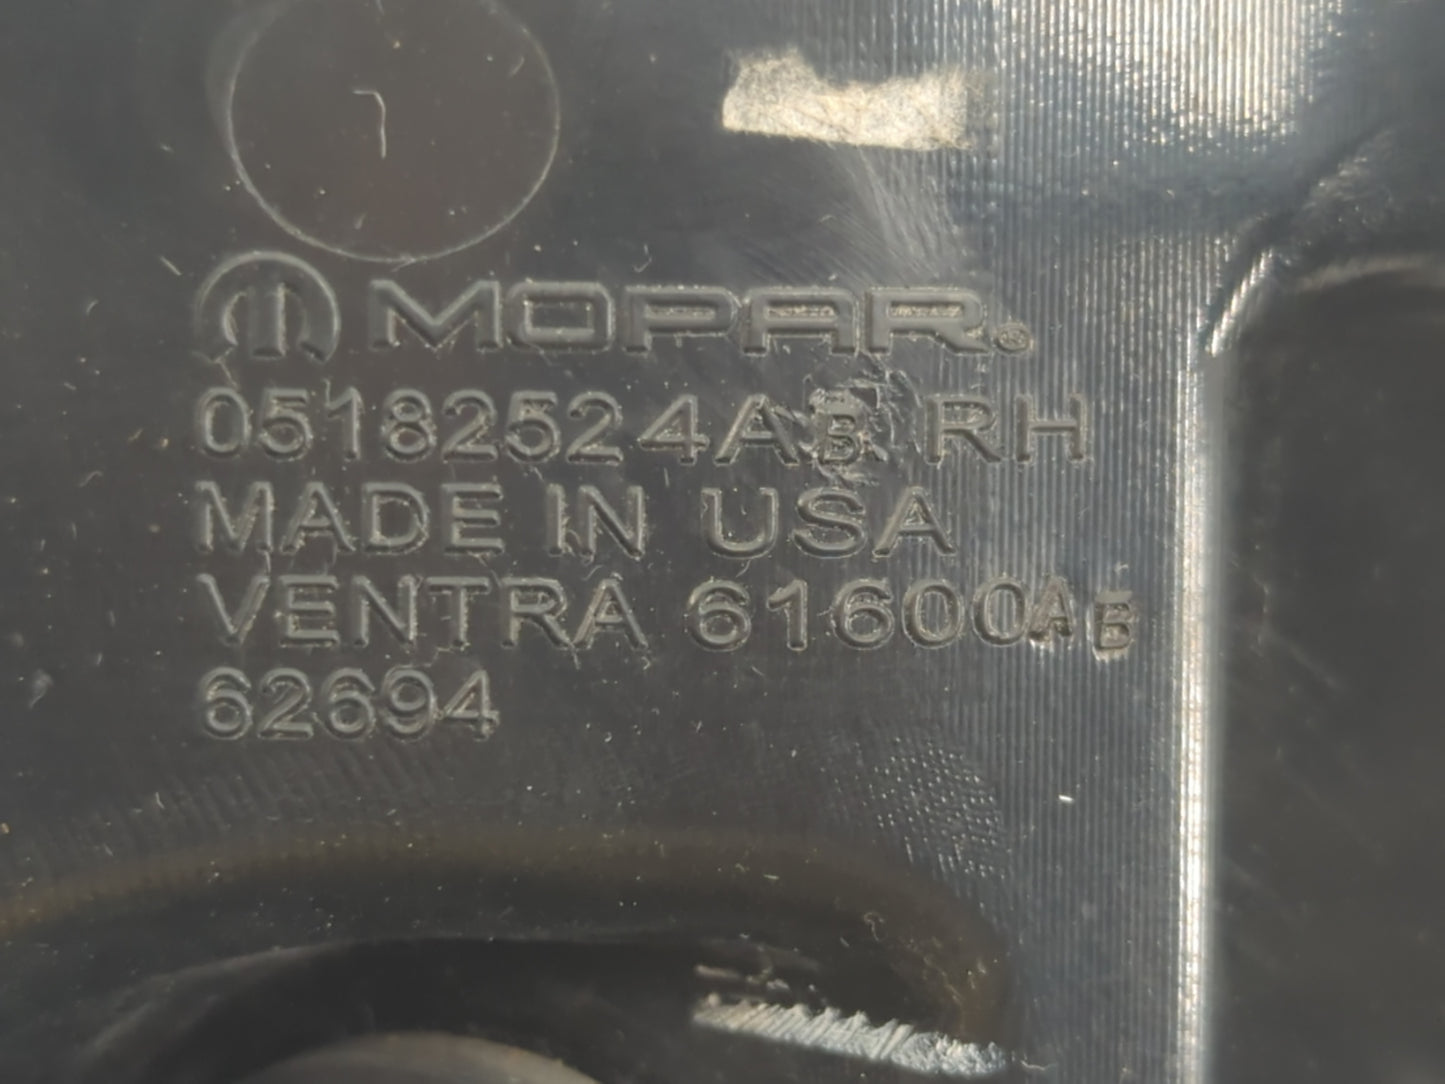 MOPAR®
05182524AB RH
MADE IN USA
VENTRA 61600AB
62694